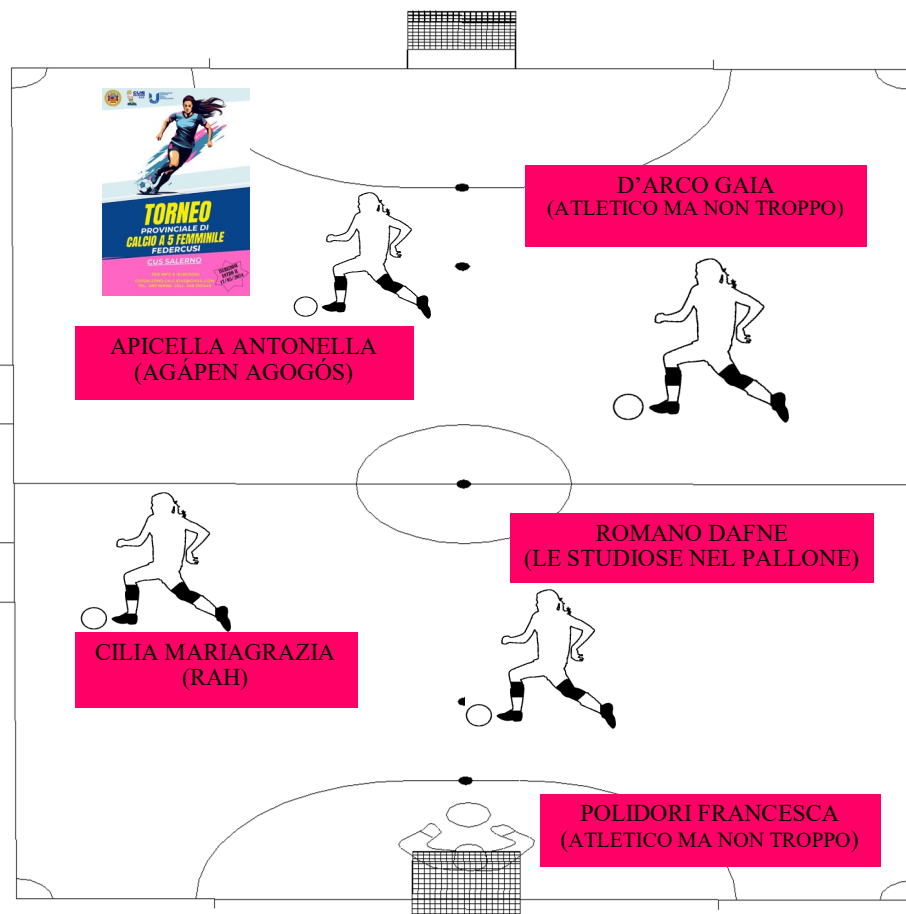 TORNEO
PROVINCIALE DI
CALCIO A 5 FEMMINILE
FEDERCUSI
CUS SALERNO
D’ARCO GAIA
(ATLETICO MA NON TROPPO)
APICELLA ANTONELLA
(AGÁPEN AGOGÓS)
ROMANO DAFNE
(LE STUDIOSE NEL PALLONE)
CILIA MARIAGRAZIA
(RAH)
POLIDORI FRANCESCA
(ATLETICO MA NON TROPPO)